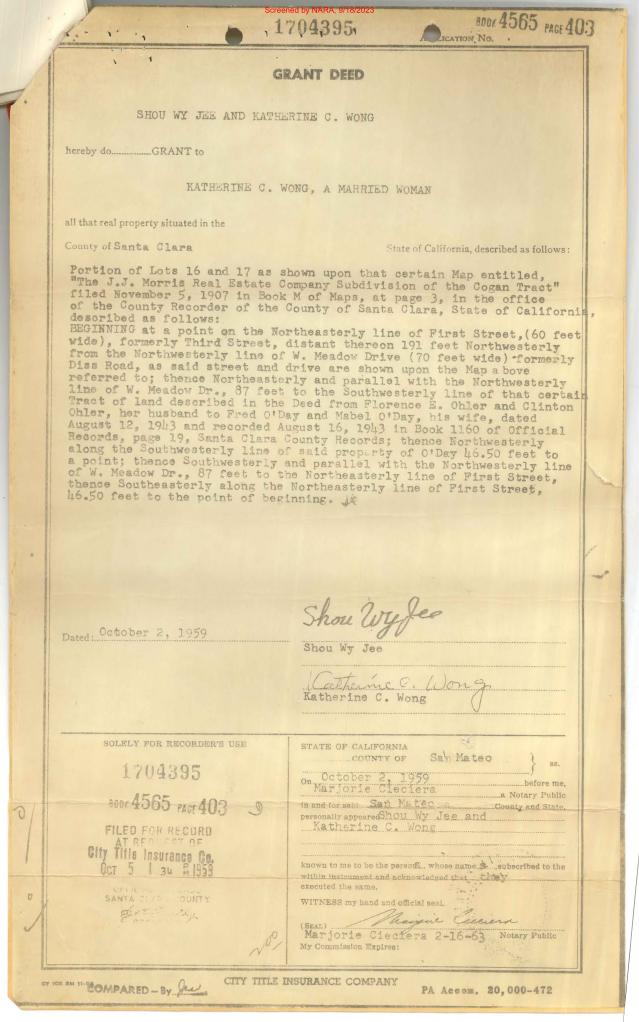 Screened by NARA, 9/18/2023
1704395
BOOK 4565 PAGE 403
APPLICATION No.
GRANT DEED
SHOU WY JEE AND KATHERINE C. WONG
hereby do GRANT to
KATHERINE C. WONG, A MARRIED WOMAN
all that real property situated in the
County of Santa Clara State of California, described as follows:
Portion of Lots 16 and 17 as shown upon that certain Map entitled,
"The J.J. Morris Real Estate Company Subdivision of the Cogan Tract"
filed November 5, 1907 in Book M of Maps, at page 3, in the office
of the County Recorder of the County of Santa Clara, State of California,
described as follows:
BEGINNING at a point on the Northeasterly line of First Street,(60 feet
wide), formerly Third Street, distant thereon 191 feet Northwesterly
from the Northwesterly line of W. Meadow Drive (70 feet wide) formerly
Diss Road, as said street and drive are shown upon the Map above
referred to; thence Northeasterly and parallel with the Northwesterly
line of W. Meadow Dr., 87 feet to the Southwesterly line of that certain
Tract of land described in the Deed from Florence E. Ohler and Clinton
Ohler, her husband to Fred O'Day and Mabel O'Day, his wife, dated
August 12, 1943 and recorded August 16, 1943 in Book 1160 of Official
Records, page 19, Santa Clara County Records; thence Northwesterly
along the Southwesterly line of said property of O'Day 46.50 feet to
a point; thence Southwesterly and parallel with the Northwesterly line
of W. Meadow Dr., 87 feet to the Northeasterly line of First Street,
thence Southeasterly along the Northeasterly line of First Street,
46.50 feet to the point of beginning.
Shou Wy Jee
Dated: October 2, 1959
Shou Wy Jee
Katherine C. Wong
Katherine C. Wong
SOLELY FOR RECORDER'S USE
1704395
BOOK 4565 PAGE 403
FILED FOR RECORD
AT REQUEST OF
City Title Insurance Co.
OCT 5 1 34 PM 1959
SANTA CLARA COUNTY
STATE OF CALIFORNIA
COUNTY OF San Mateo } ss.
On October 2, 1959 before me,
Marjorie Cieciera a Notary Public
in and for said San Mateo County and State,
personally appeared Shou Wy Jee and
Katherine C. Wong
known to me to be the person whose name subscribed to the
within instrument and acknowledged that they
executed the same.
WITNESS my hand and official seal.
Marjorie Cieciera
(SEAL)
Marjorie Cieciera 2-16-63 Notary Public
My Commission Expires:
COMPARED—By
CITY TITLE INSURANCE COMPANY
PA Accom. 20,000-472